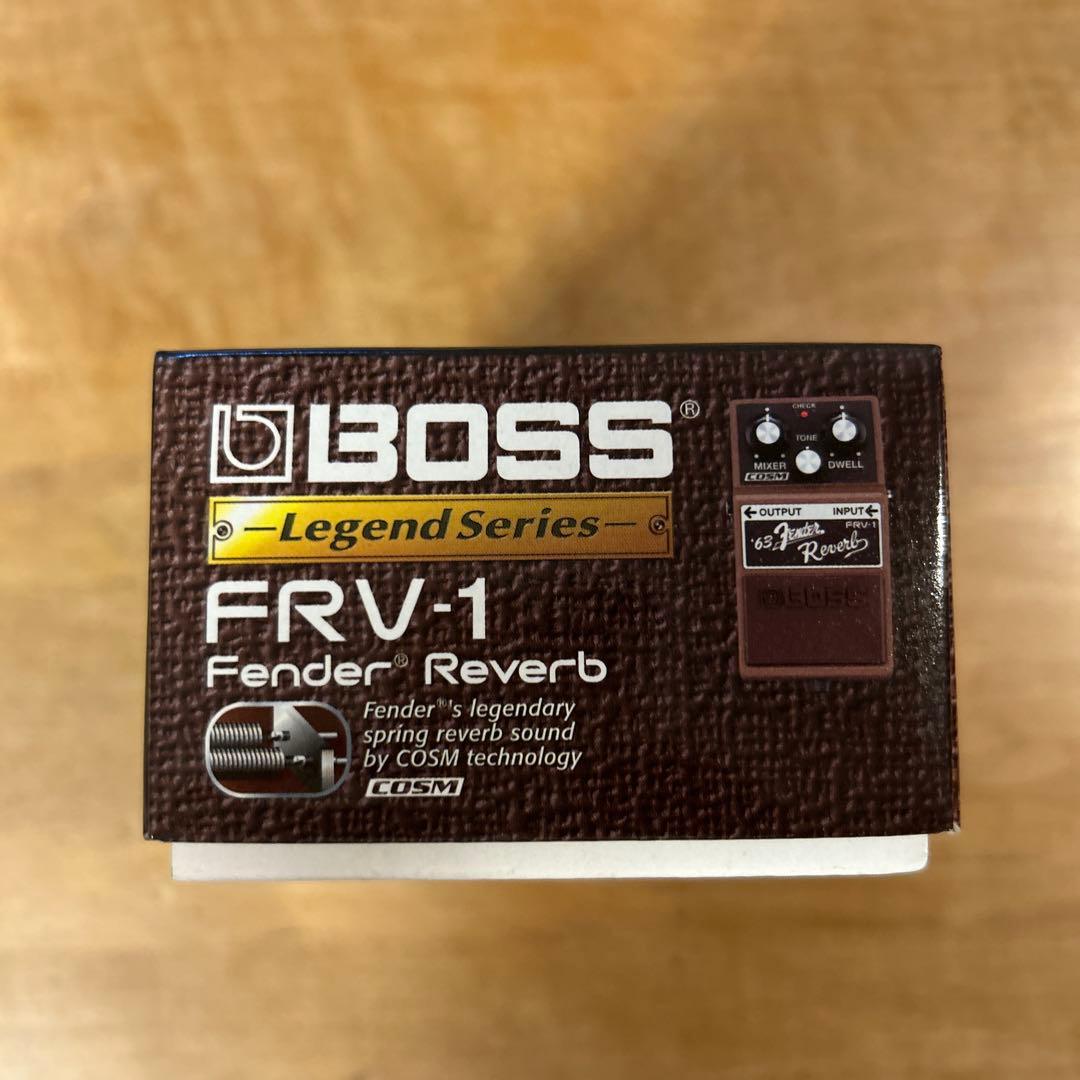 BOSS®
Legend Series
FRV-1
Fender® Reverb
Fender®'s legendary
spring reverb sound
by COSM technology
COSM
CHECK
TONE
MIXER DWELL
COSM
←OUTPUT INPUT←
FRV-1
'63 Fender
Reverb
BOSS